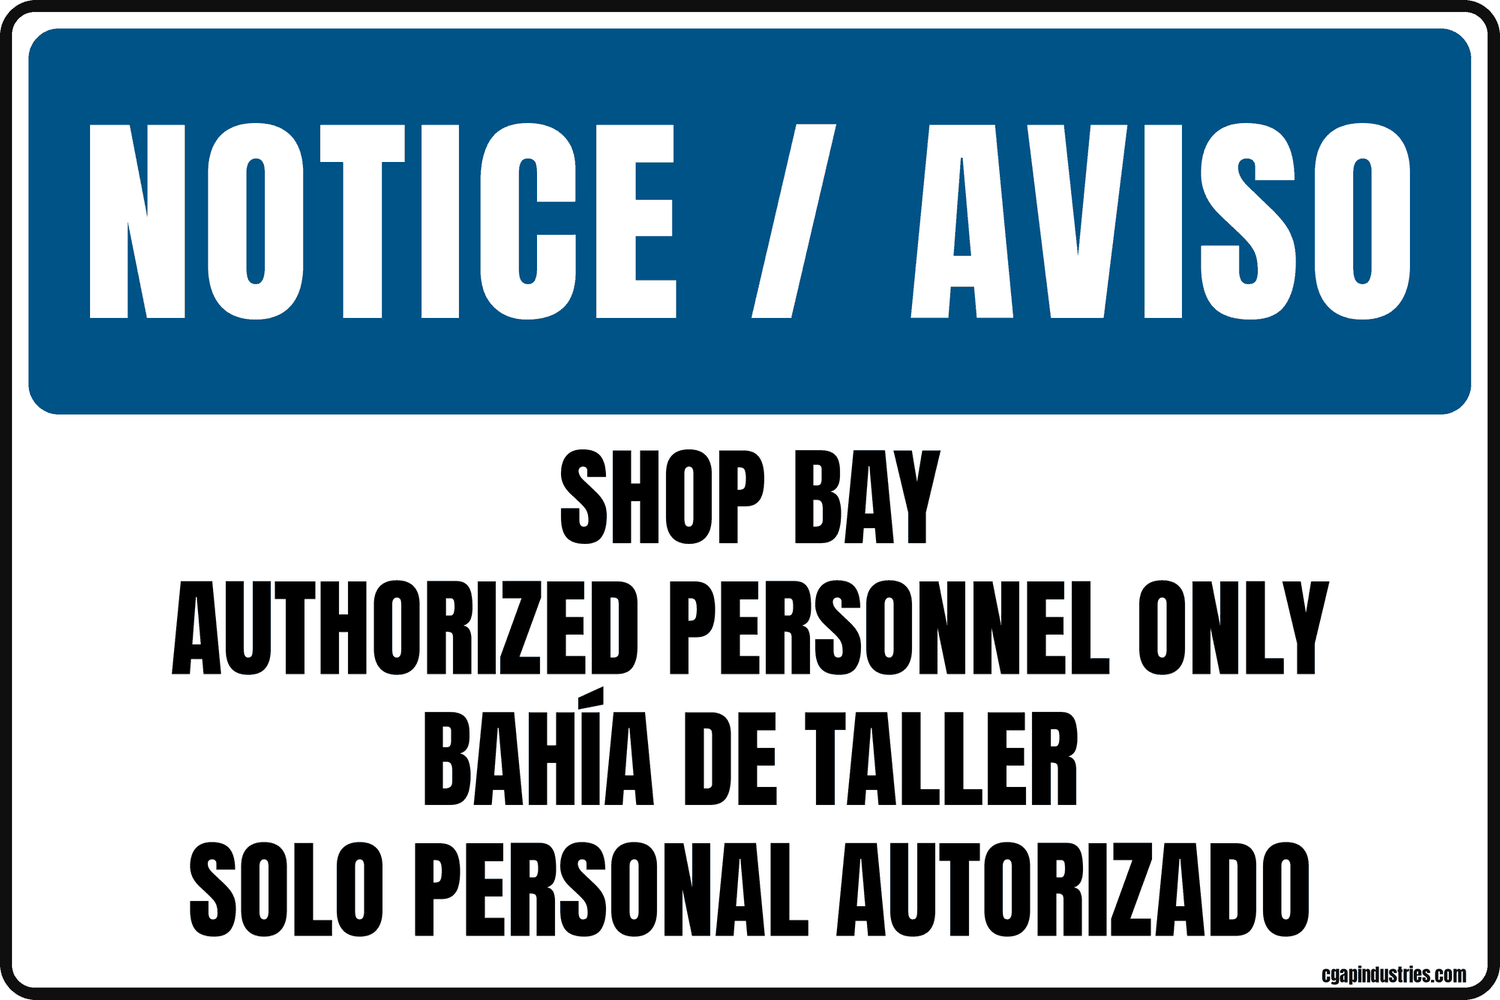 NOTICE / AVISO
SHOP BAY
AUTHORIZED PERSONNEL ONLY
BAHÍA DE TALLER
SOLO PERSONAL AUTORIZADO
cgapindustries.com